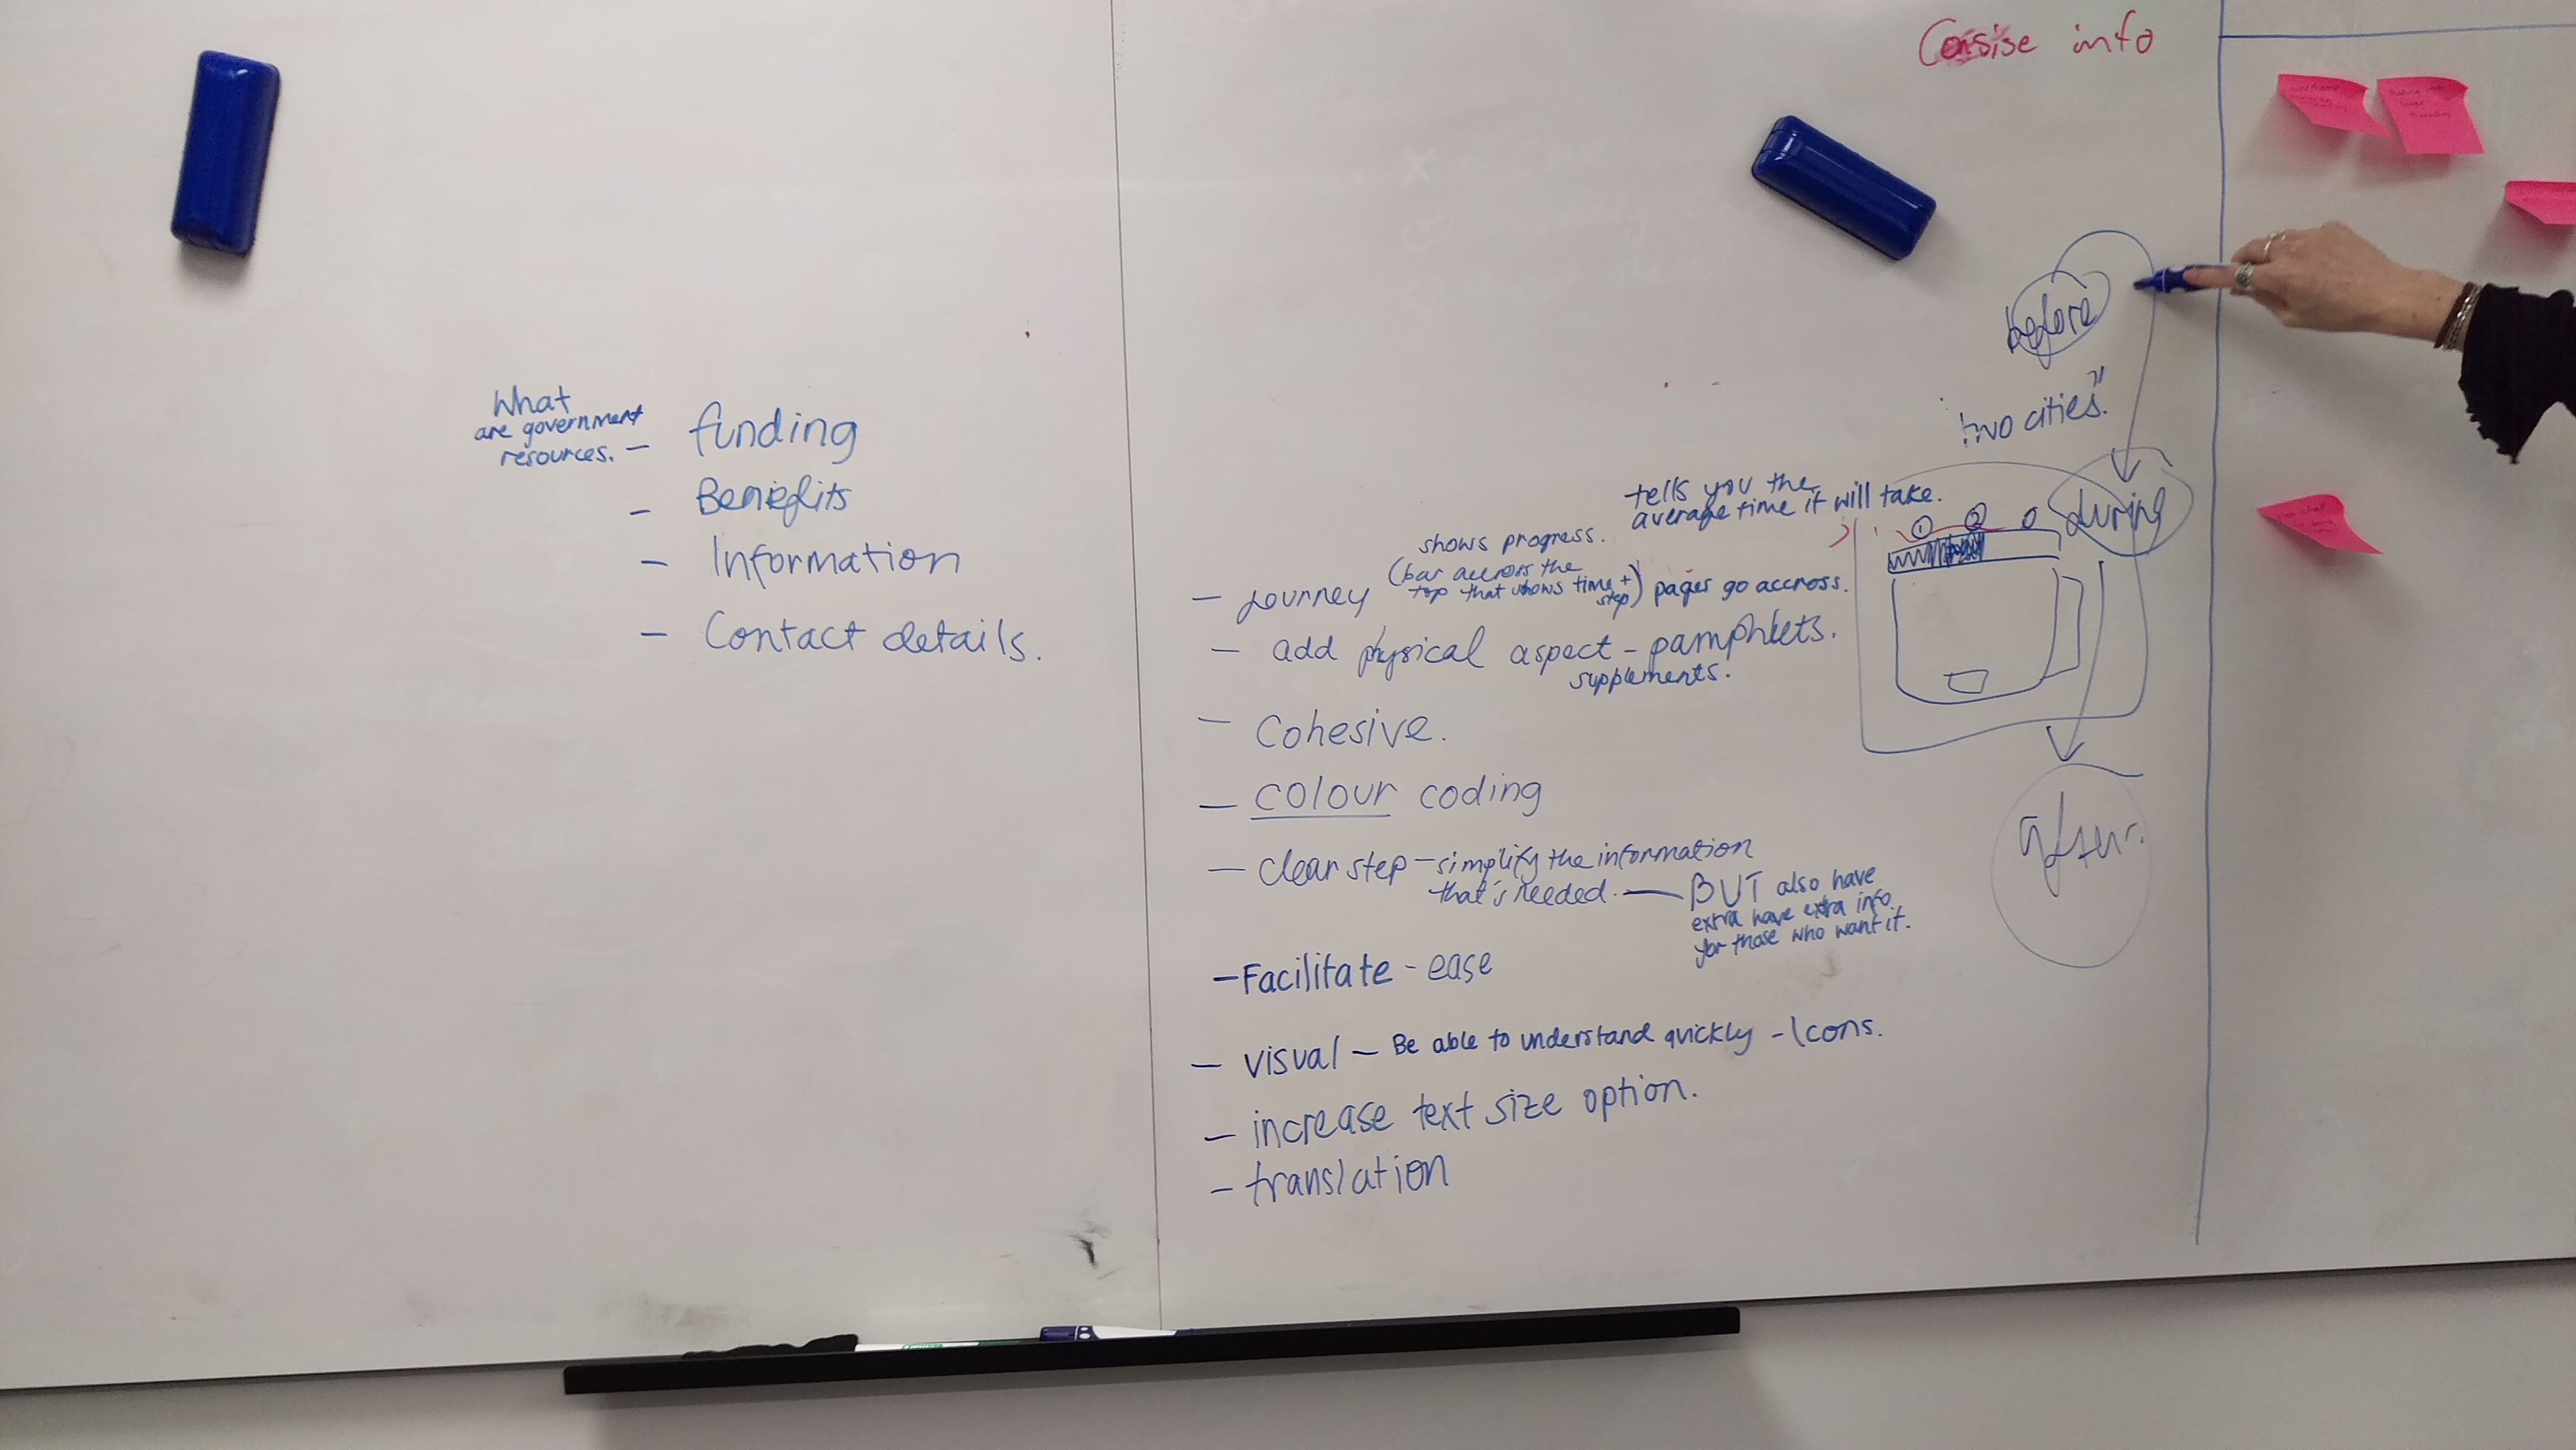 Consise info
before
two cities."
What
are government
resources. – funding
– Benefits
– Information
– Contact details.
tells you the
average time it will take.
shows progress.
– journey (bar accross the
top that shows time +
step) pages go accross.
1 2
during
– add physical aspect – pamphlets.
supplements.
– Cohesive.
– colour coding
after.
– clear step – simplify the information
that's needed. — BUT also have
extra have extra info
for those who want it.
– Facilitate - ease
– visual – Be able to understand quickly – Icons.
– increase text size option.
– translation